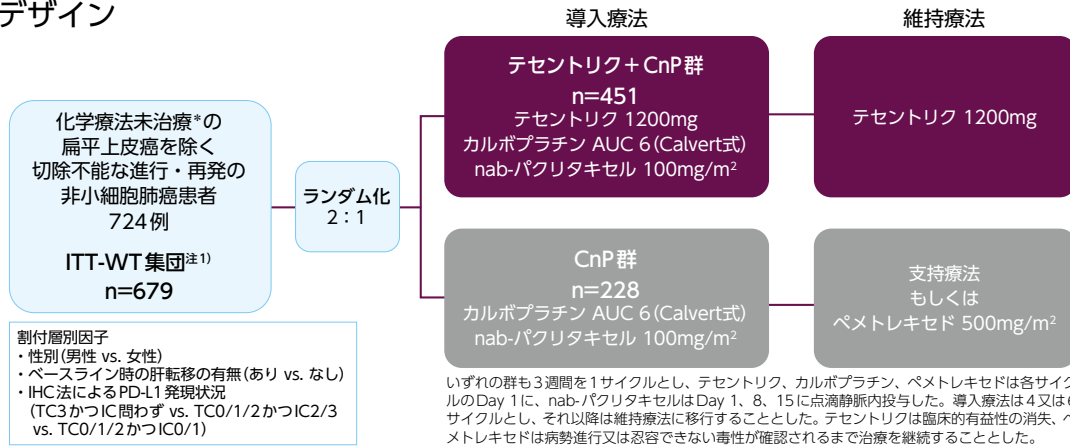 デザイン
導入療法
維持療法
化学療法未治療*の
扁平上皮癌を除く
切除不能な進行・再発の
非小細胞肺癌患者
724例
ITT-WT集団注1)
n=679
ランダム化
2：1
テセントリク＋CnP群
n=451
テセントリク 1200mg
カルボプラチン AUC 6(Calvert式)
nab-パクリタキセル 100mg/m²
テセントリク 1200mg
CnP群
n=228
カルボプラチン AUC 6(Calvert式)
nab-パクリタキセル 100mg/m²
支持療法
もしくは
ペメトレキセド 500mg/m²
割付層別因子
・性別(男性 vs. 女性)
・ベースライン時の肝転移の有無(あり vs. なし)
・IHC法によるPD-L1発現状況
(TC3かつIC問わず vs. TC0/1/2かつIC2/3
vs. TC0/1/2かつIC0/1)
いずれの群も3週間を1サイクルとし、テセントリク、カルボプラチン、ペメトレキセドは各サイク
ルのDay 1に、nab-パクリタキセルはDay 1、8、15に点滴静脈内投与した。導入療法は4又は
サイクルとし、それ以降は維持療法に移行することとした。テセントリクは臨床的有益性の消失、
メトレキセドは病勢進行又は忍容できない毒性が確認されるまで治療を継続することとした。